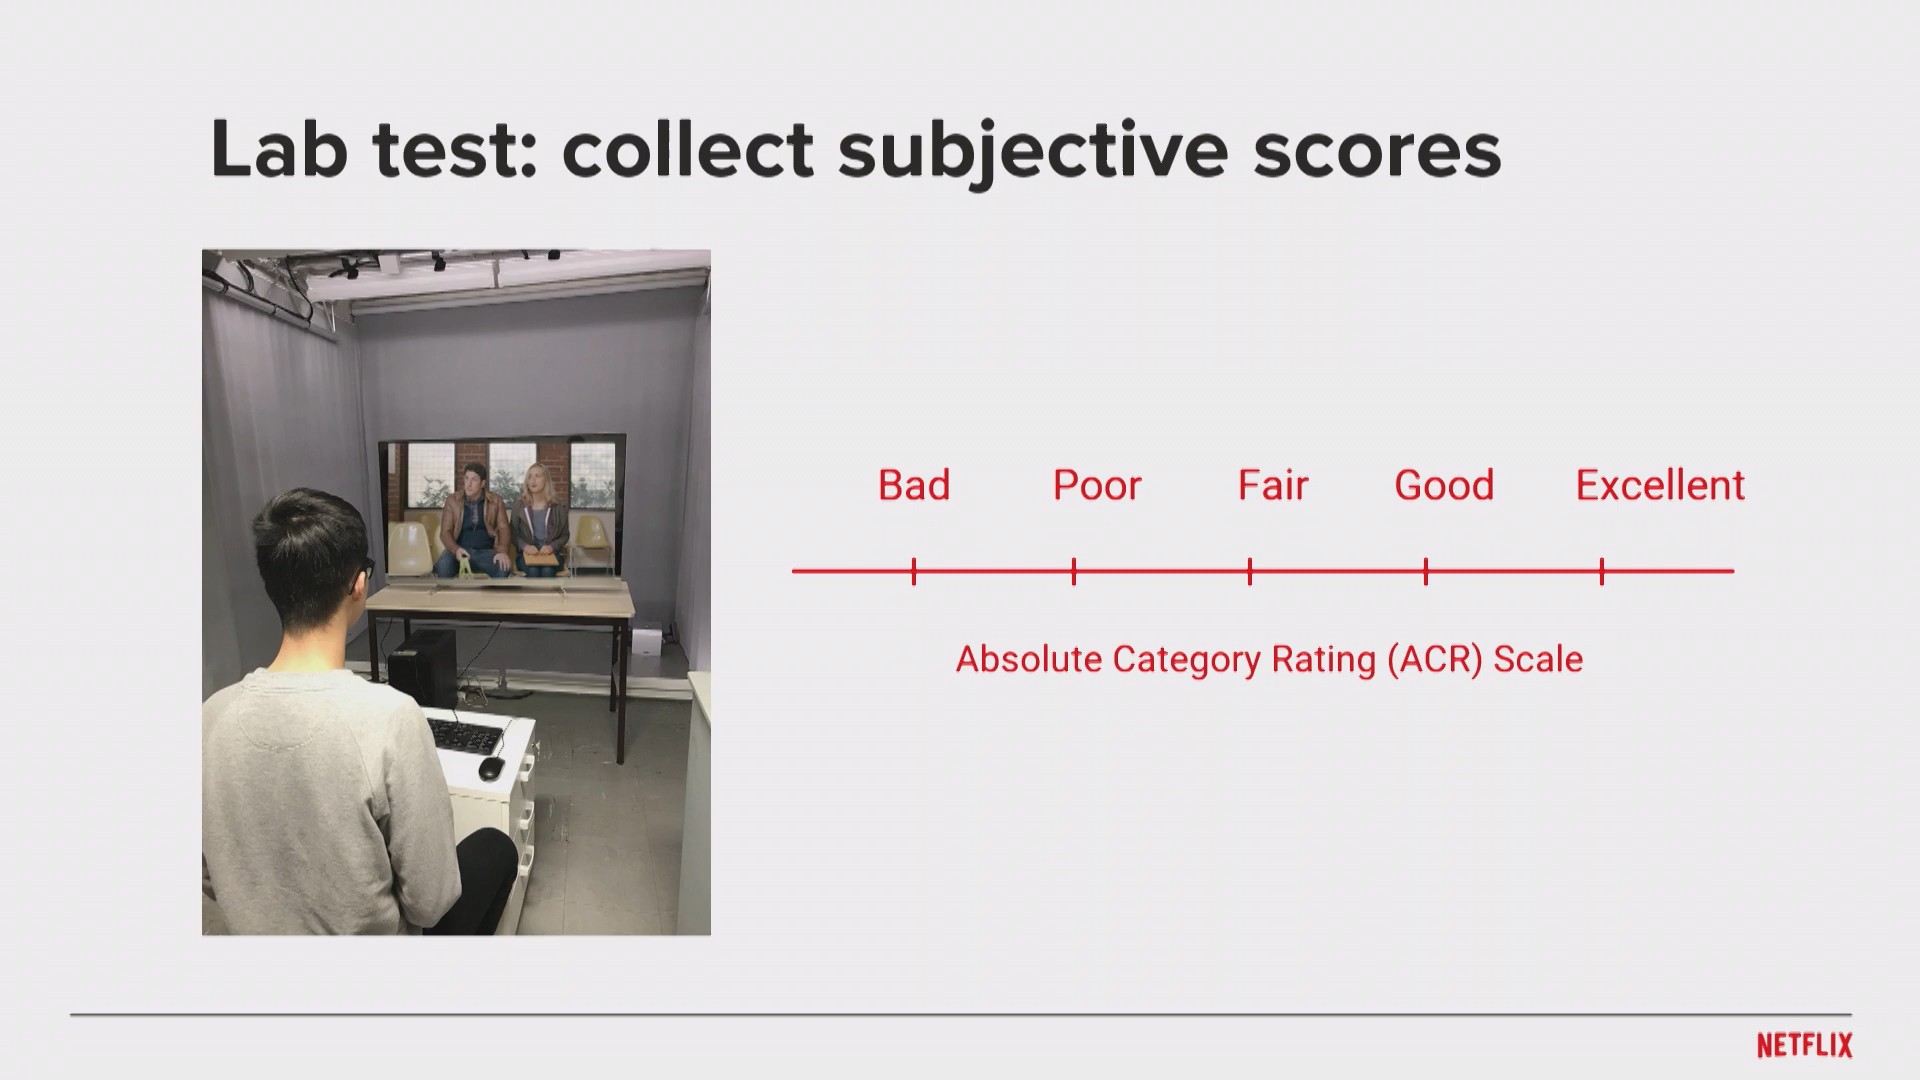 Lab test: collect subjective scores
Bad Poor Fair Good Excellent
Absolute Category Rating (ACR) Scale
NETFLIX